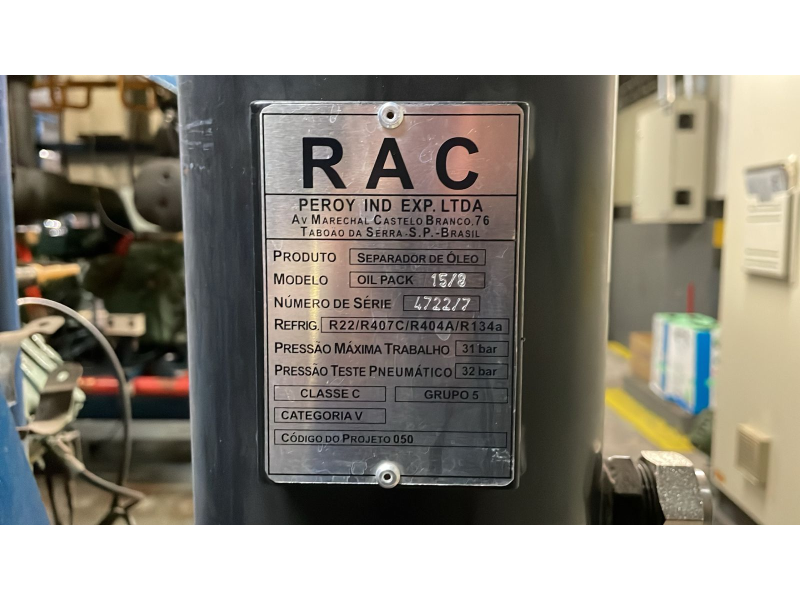 RAC
PEROY IND EXP. LTDA
AV MARECHAL CASTELO BRANCO, 76
TABOAO DA SERRA - S.P.-BRASIL
PRODUTO SEPARADOR DE ÓLEO
MODELO OIL PACK 15/8
NÚMERO DE SÉRIE 4722/7
REFRIG. R22/R407C/R404A/R134a
PRESSÃO MÁXIMA TRABALHO 31 bar
PRESSÃO TESTE PNEUMÁTICO 32 bar
CLASSE C GRUPO 5
CATEGORIA V
CÓDIGO DO PROJETO 050